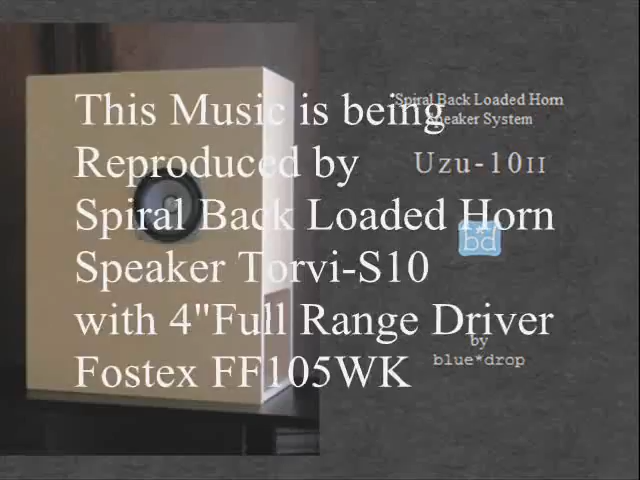 This Music is being
Reproduced by
Spiral Back Loaded Horn
Speaker Torvi-S10
with 4"Full Range Driver
Fostex FF105WK
Spiral Back Loaded Horn
Speaker System
Uzu-10II
b*d
by
blue*drop